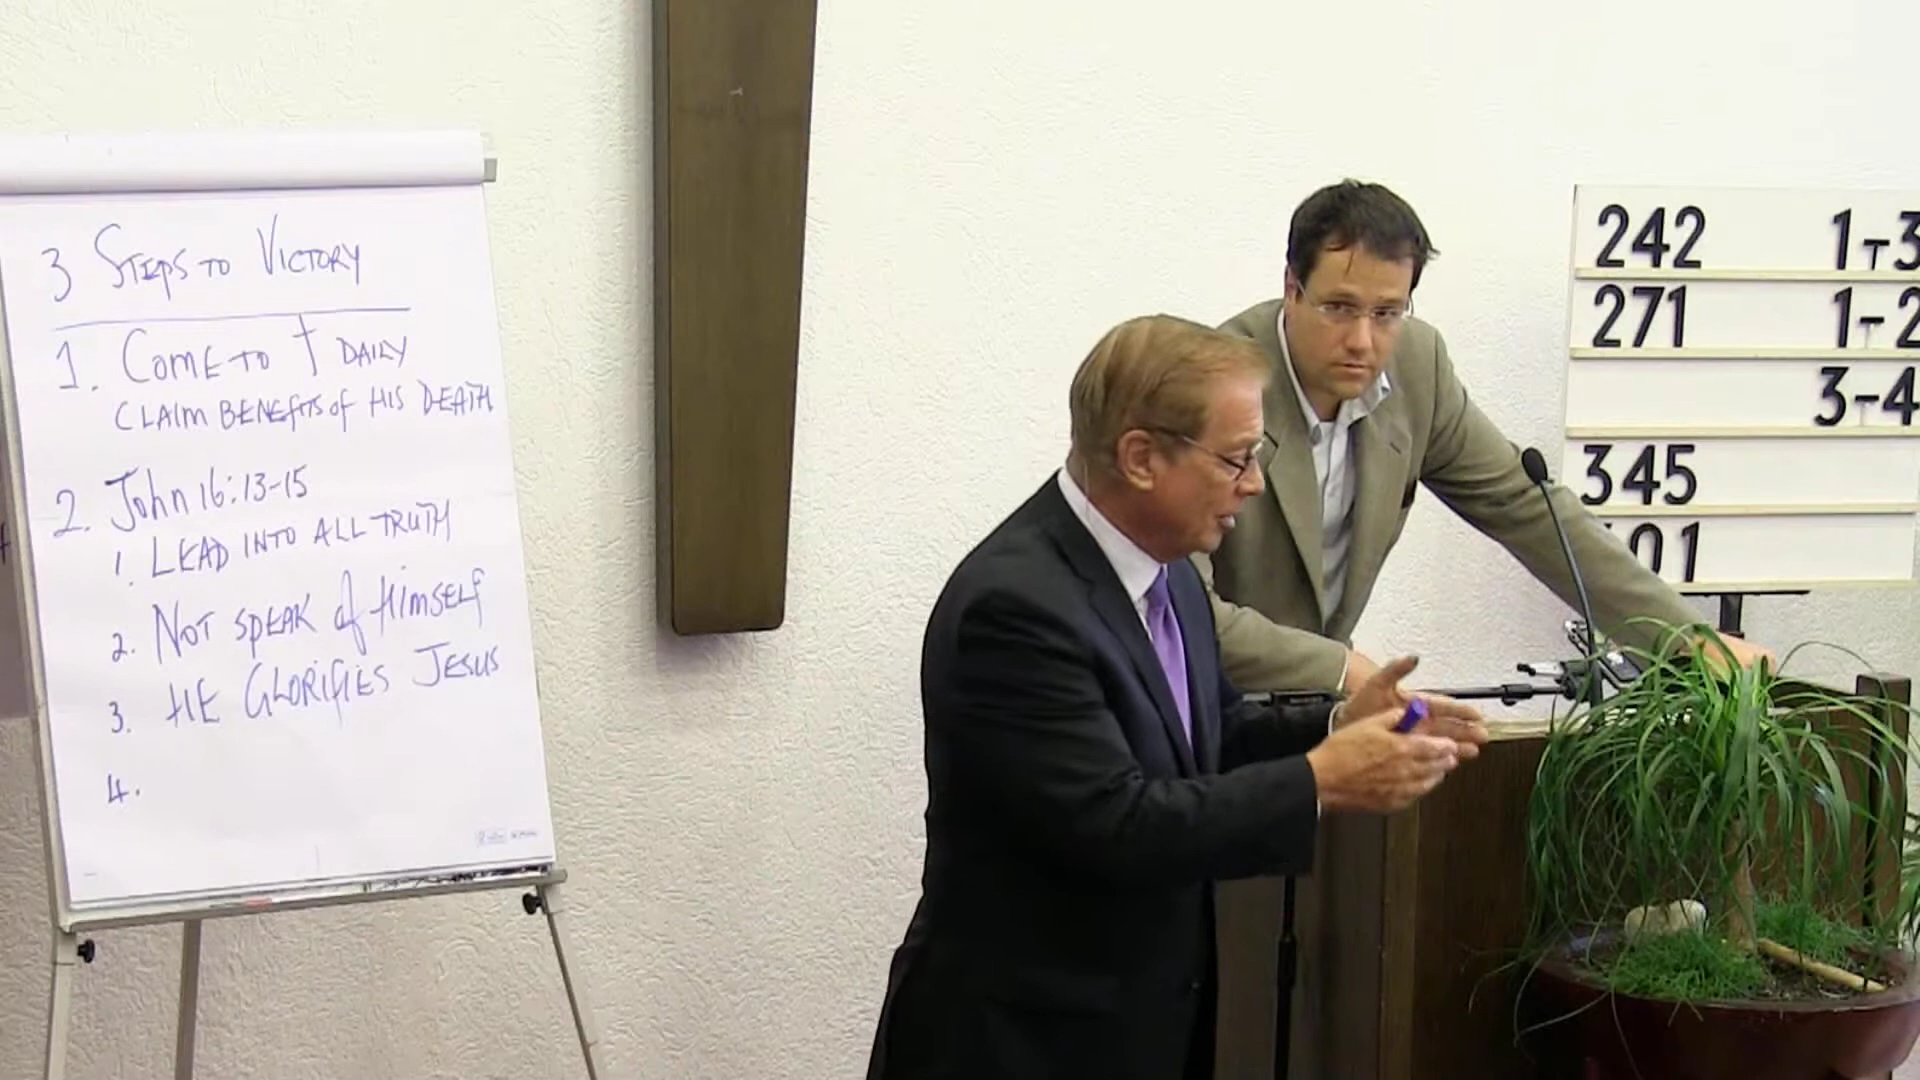 3 STEPS TO VICTORY
1. COME TO † DAILY
CLAIM BENEFITS of HIS DEATH
2. John 16:13-15
1. LEAD INTO ALL TRUTH
2. NOT SPEAK of HIMSELF
3. HE GLORIFIES JESUS
4.
242 1-3
271 1-2
3-4
345
01